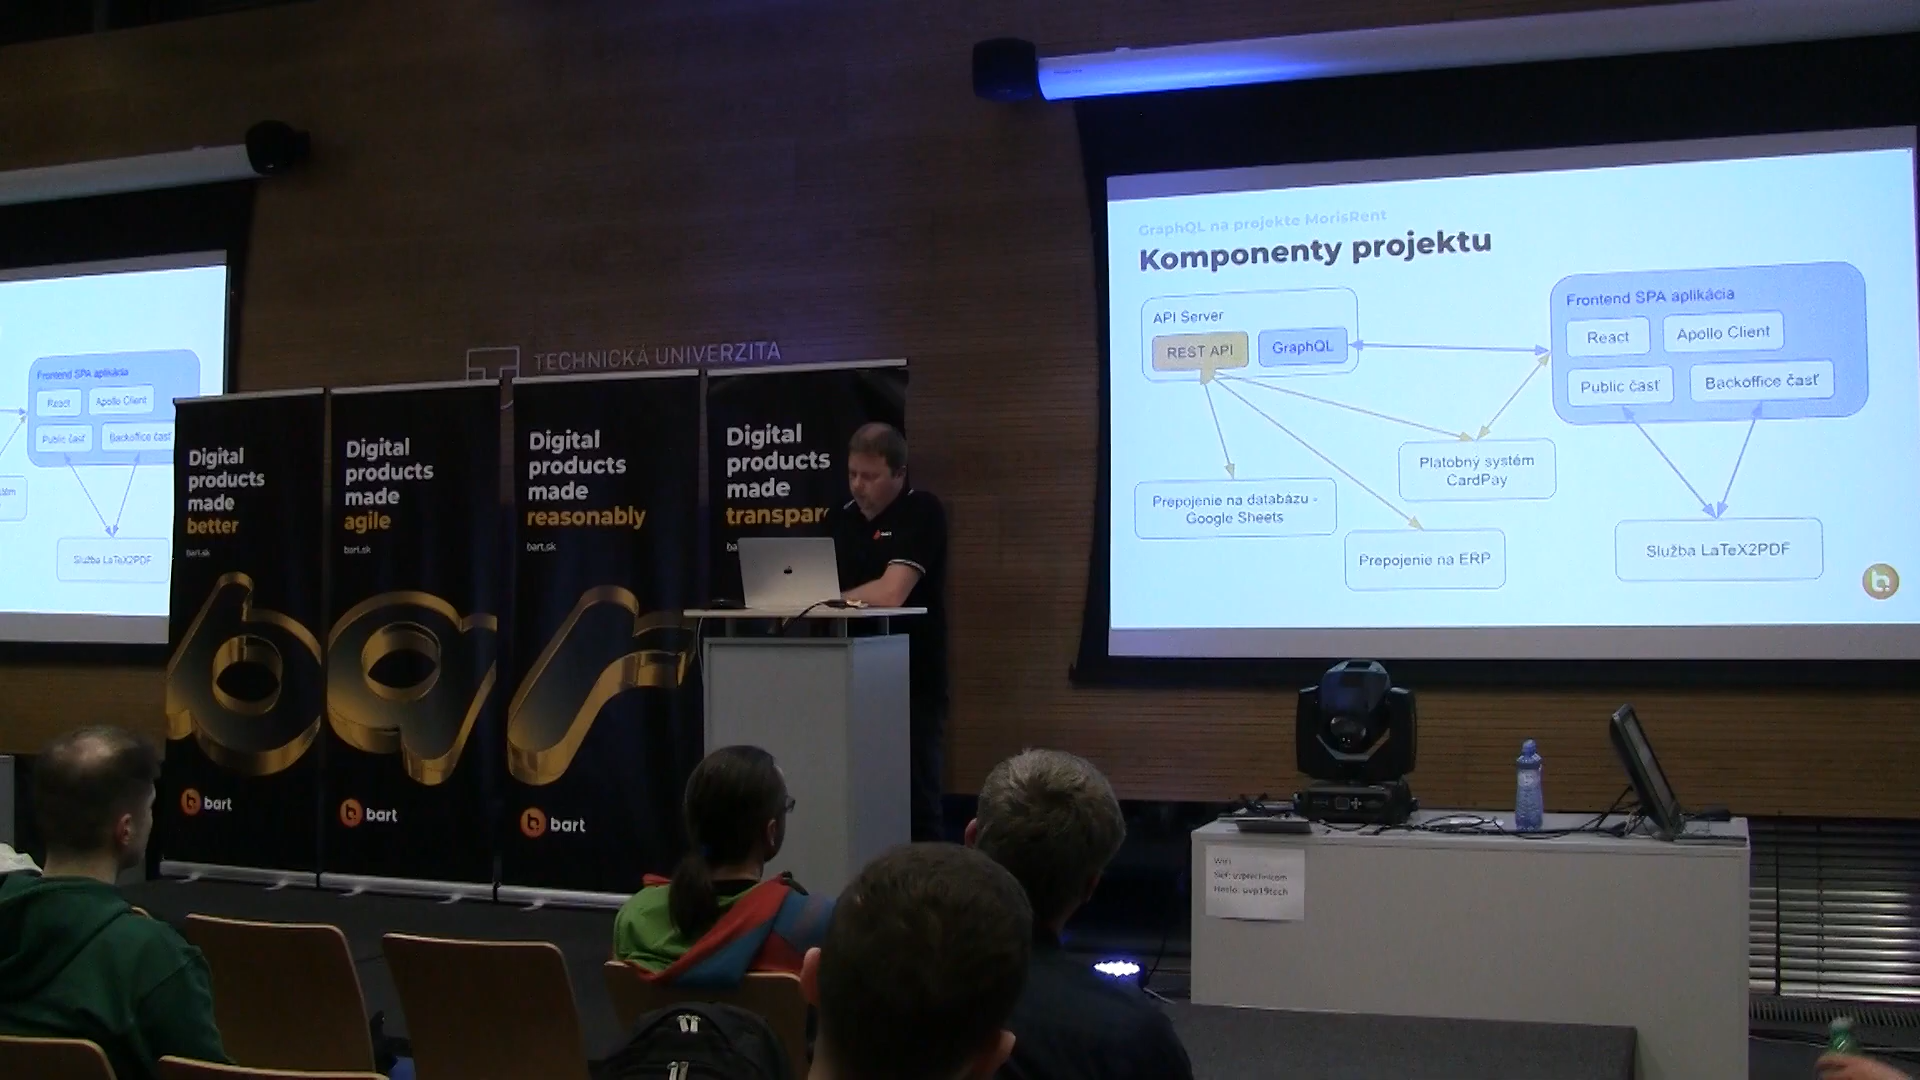 Frontend SPA aplikácia
React
Apollo Client
Public časť
Backoffice časť
Služba LaTeX2PDF
TECHNICKÁ UNIVERZITA
Digital
products
made
better
bart.sk
bart
Digital
products
made
agile
bart.sk
bart
Digital
products
made
reasonably
bart.sk
bart
Digital
products
made
GraphQL na projekte MorisRent
Komponenty projektu
API Server
REST API
GraphQL
Frontend SPA aplikácia
React
Apollo Client
Public časť
Backoffice časť
Platobný systém
CardPay
Prepojenie na databázu -
Google Sheets
Prepojenie na ERP
Služba LaTeX2PDF
b.
WiFi
Heslo: uvp19tech